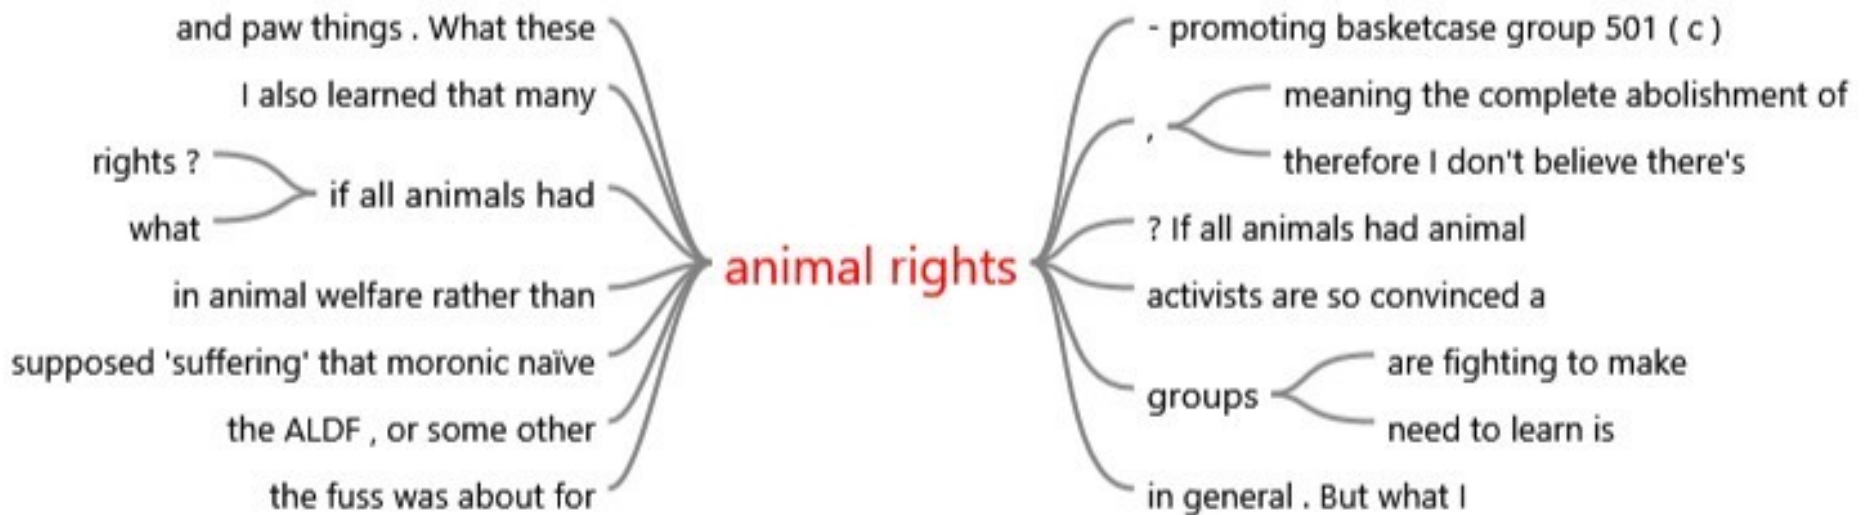 and paw things . What these
I also learned that many
rights ?
what
if all animals had
in animal welfare rather than
supposed 'suffering' that moronic naïve
the ALDF , or some other
the fuss was about for
animal rights
- promoting basketcase group 501 ( c )
,
meaning the complete abolishment of
therefore I don't believe there's
? If all animals had animal
activists are so convinced a
groups
are fighting to make
need to learn is
in general . But what I